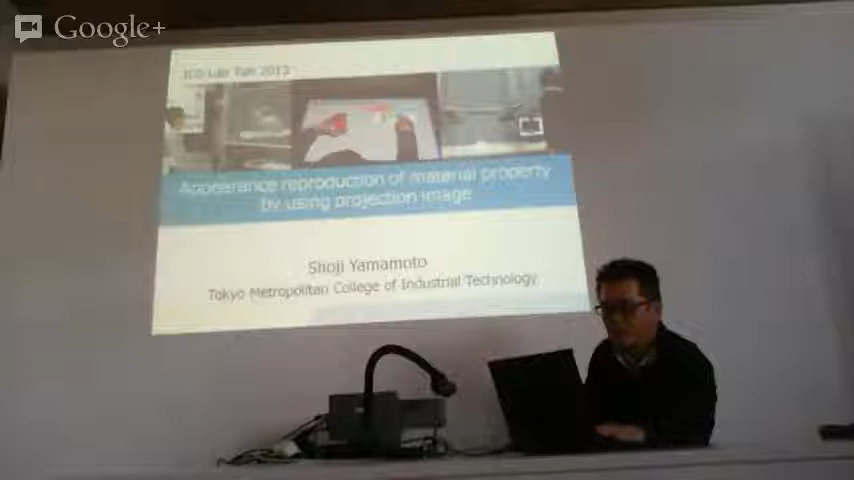 Google+
Lab Talk 2013
Appearance reproduction of material property
by using projection image
Shoji Yamamoto
Tokyo Metropolitan College of Industrial Technology